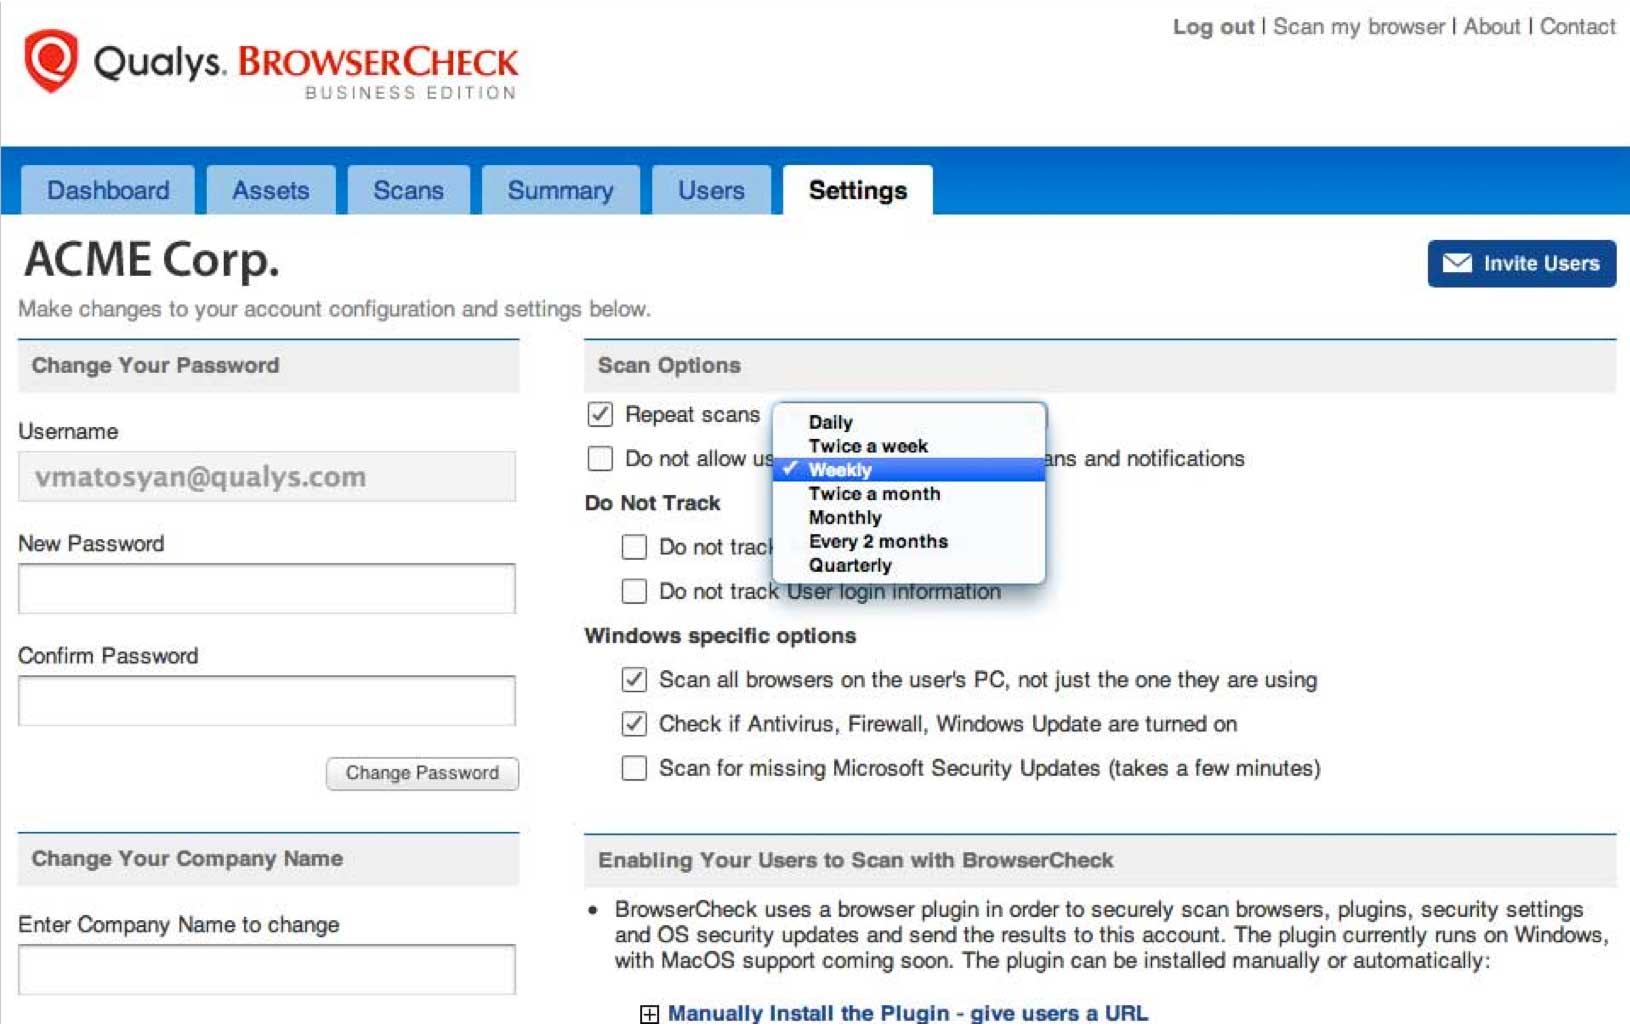 Log out | Scan my browser | About | Contact
Qualys. BROWSERCHECK
BUSINESS EDITION
Dashboard Assets Scans Summary Users Settings
ACME Corp.
Invite Users
Make changes to your account configuration and settings below.
Change Your Password
Username
vmatosyan@qualys.com
New Password
Confirm Password
Change Password
Change Your Company Name
Enter Company Name to change
Scan Options
Repeat scans
Daily
Twice a week
Weekly
Twice a month
Monthly
Every 2 months
Quarterly
Do not allow us ans and notifications
Do Not Track
Do not track
Do not track User login information
Windows specific options
Scan all browsers on the user's PC, not just the one they are using
Check if Antivirus, Firewall, Windows Update are turned on
Scan for missing Microsoft Security Updates (takes a few minutes)
Enabling Your Users to Scan with BrowserCheck
• BrowserCheck uses a browser plugin in order to securely scan browsers, plugins, security settings
and OS security updates and send the results to this account. The plugin currently runs on Windows,
with MacOS support coming soon. The plugin can be installed manually or automatically:
Manually Install the Plugin - give users a URL